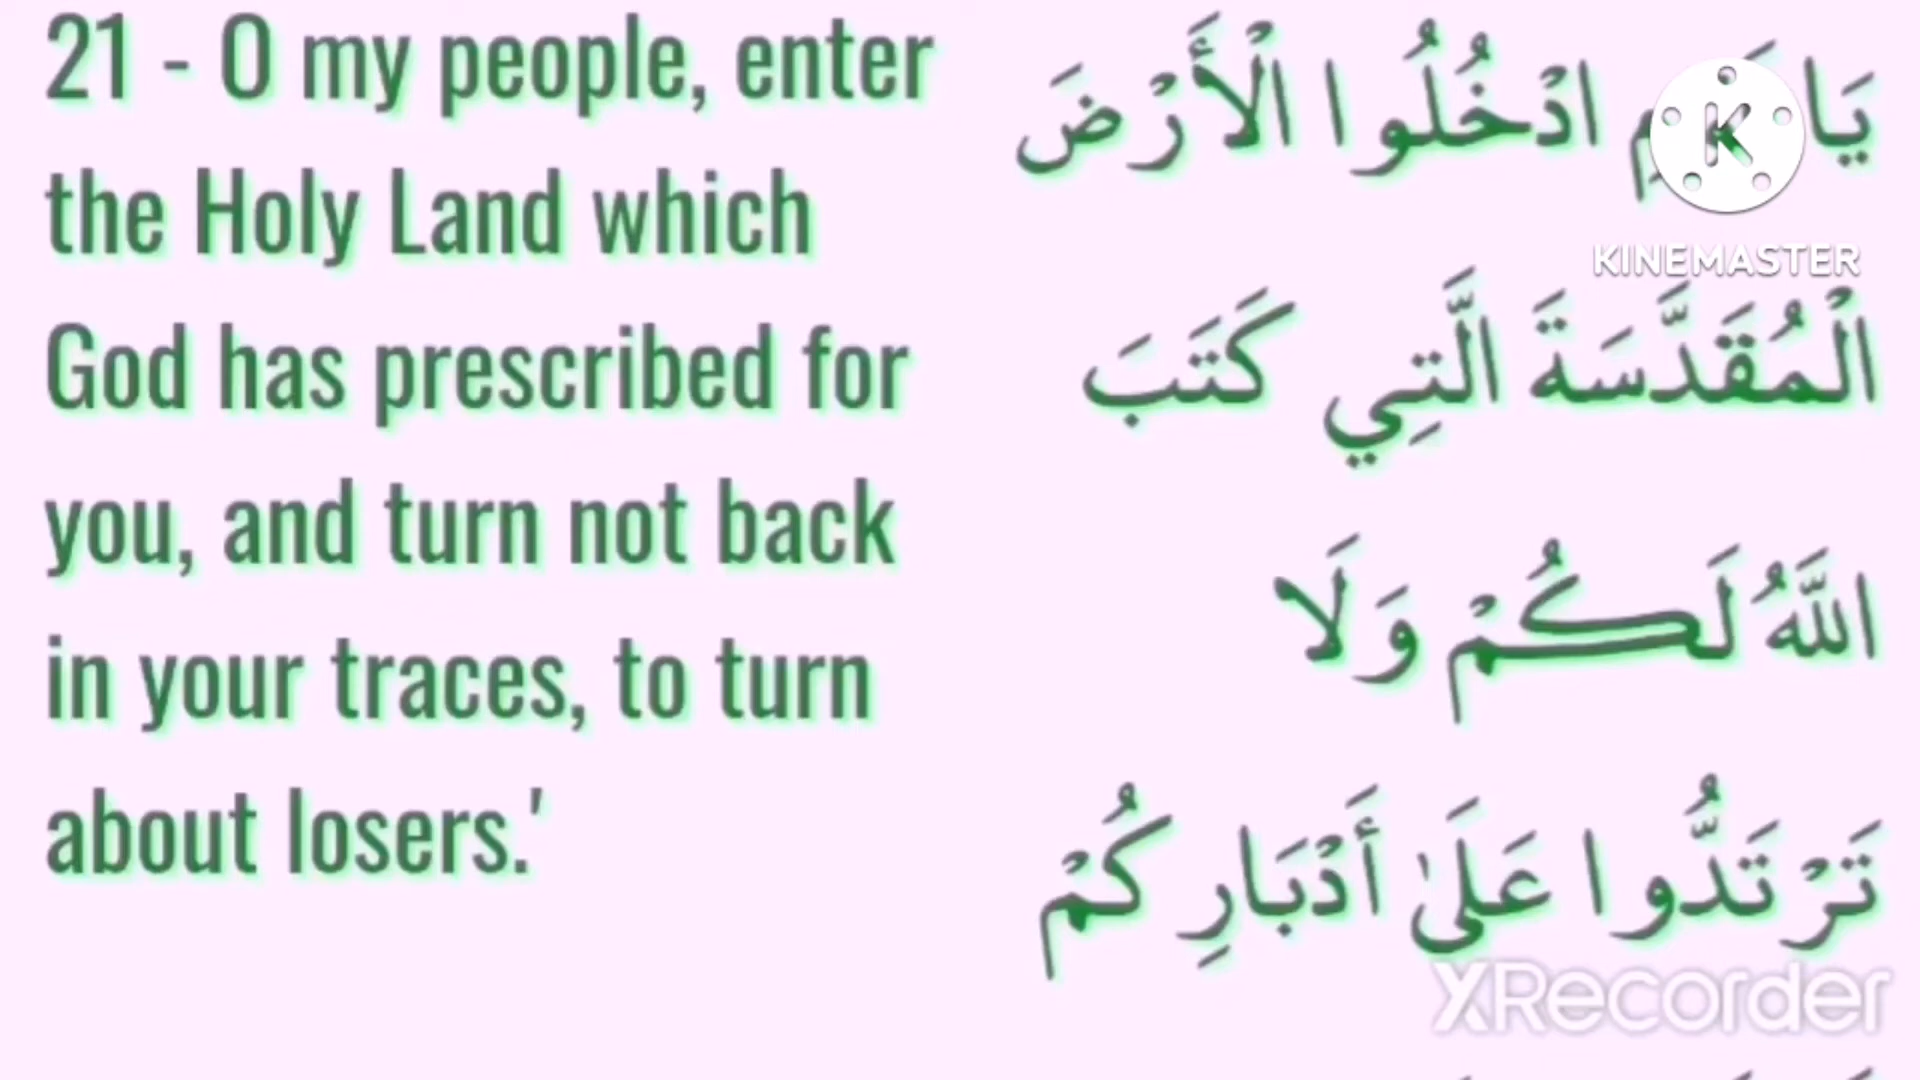 21 - O my people, enter
the Holy Land which
God has prescribed for
you, and turn not back
in your traces, to turn
about losers.'
يَا ادْخُلُوا الْأَرْضَ
الْمُقَدَّسَةَ الَّتِي كَتَبَ
اللَّهُ لَكُمْ وَلَا
تَرْتَدُّوا عَلَىٰ أَدْبَارِكُمْ
K
KINEMASTER
XRecorder